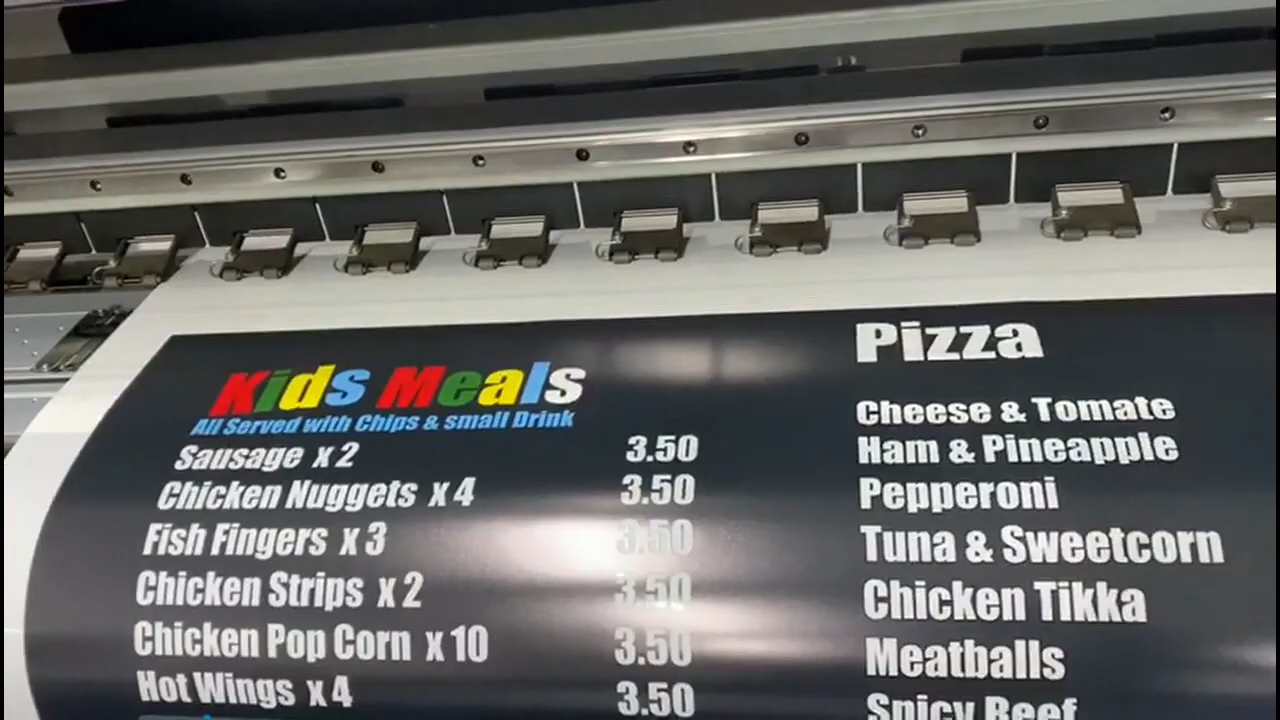 Kids Meals
All Served with Chips & small Drink
Sausage x 2 3.50
Chicken Nuggets x 4 3.50
Fish Fingers x 3 3.50
Chicken Strips x 2 3.50
Chicken Pop Corn x 10 3.50
Hot Wings x 4 3.50
Pizza
Cheese & Tomate
Ham & Pineapple
Pepperoni
Tuna & Sweetcorn
Chicken Tikka
Meatballs
Spicy Beef